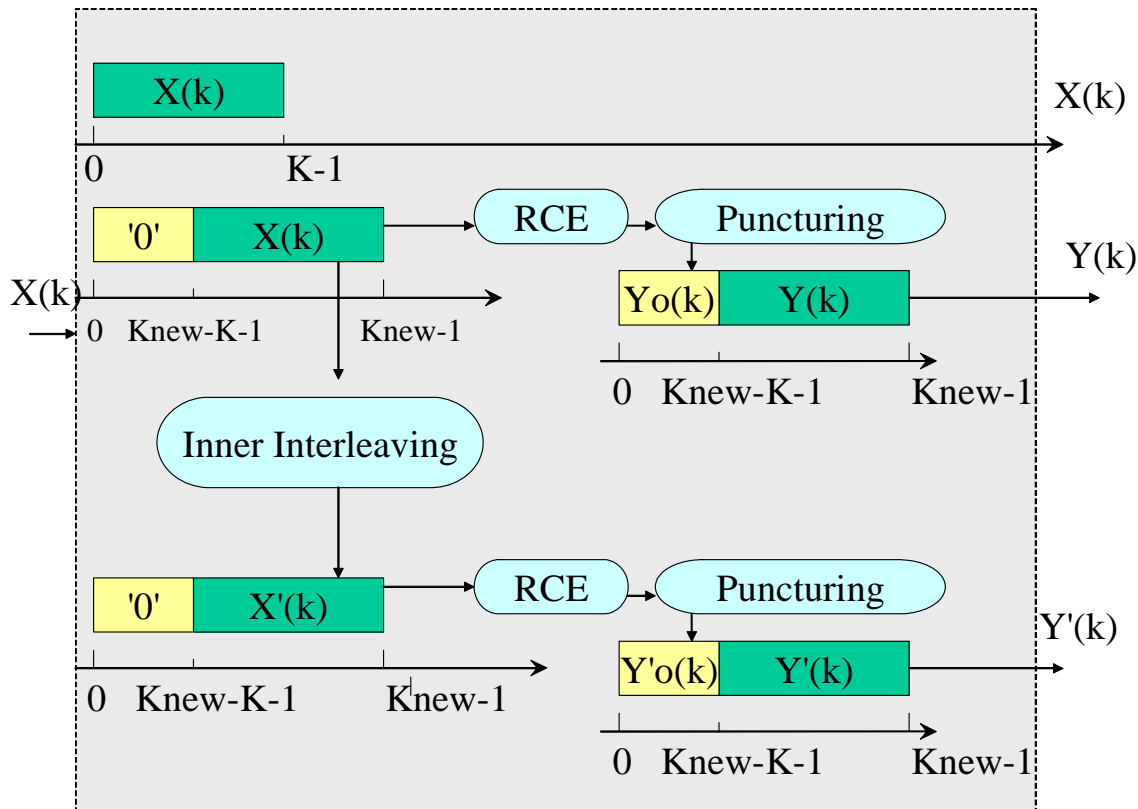 X(k)
X(k)
0 K-1
RCE Puncturing
'0' X(k)
Y(k)
X(k)
Yo(k) Y(k)
0 Knew-K-1 Knew-1
0 Knew-K-1 Knew-1
Inner Interleaving
RCE Puncturing
'0' X'(k)
Y'(k)
Y'o(k) Y'(k)
0 Knew-K-1 Knew-1
0 Knew-K-1 Knew-1